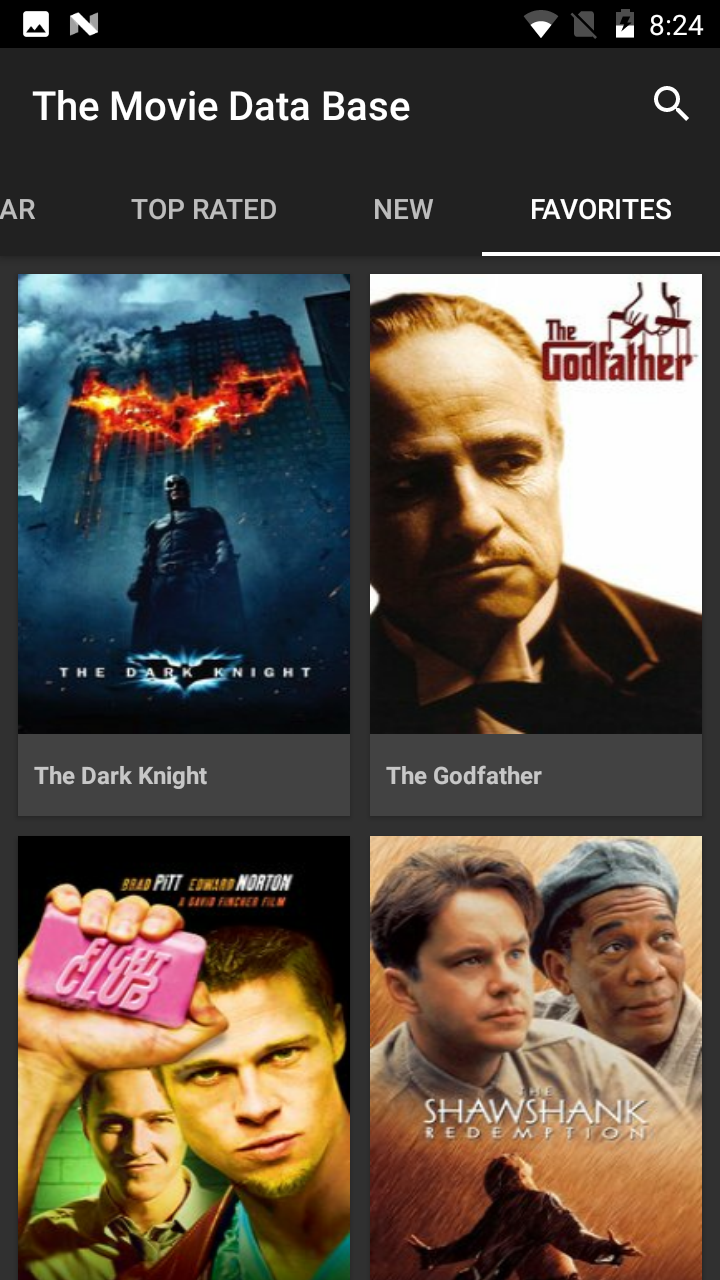 8:24
The Movie Data Base
AR
TOP RATED
NEW
FAVORITES
THE DARK KNIGHT
The
Godfather
The Dark Knight
The Godfather
BRAD PITT EDWARD NORTON
A DAVID FINCHER FILM
FIGHT
CLUB
THE
SHAWSHANK
REDEMPTION